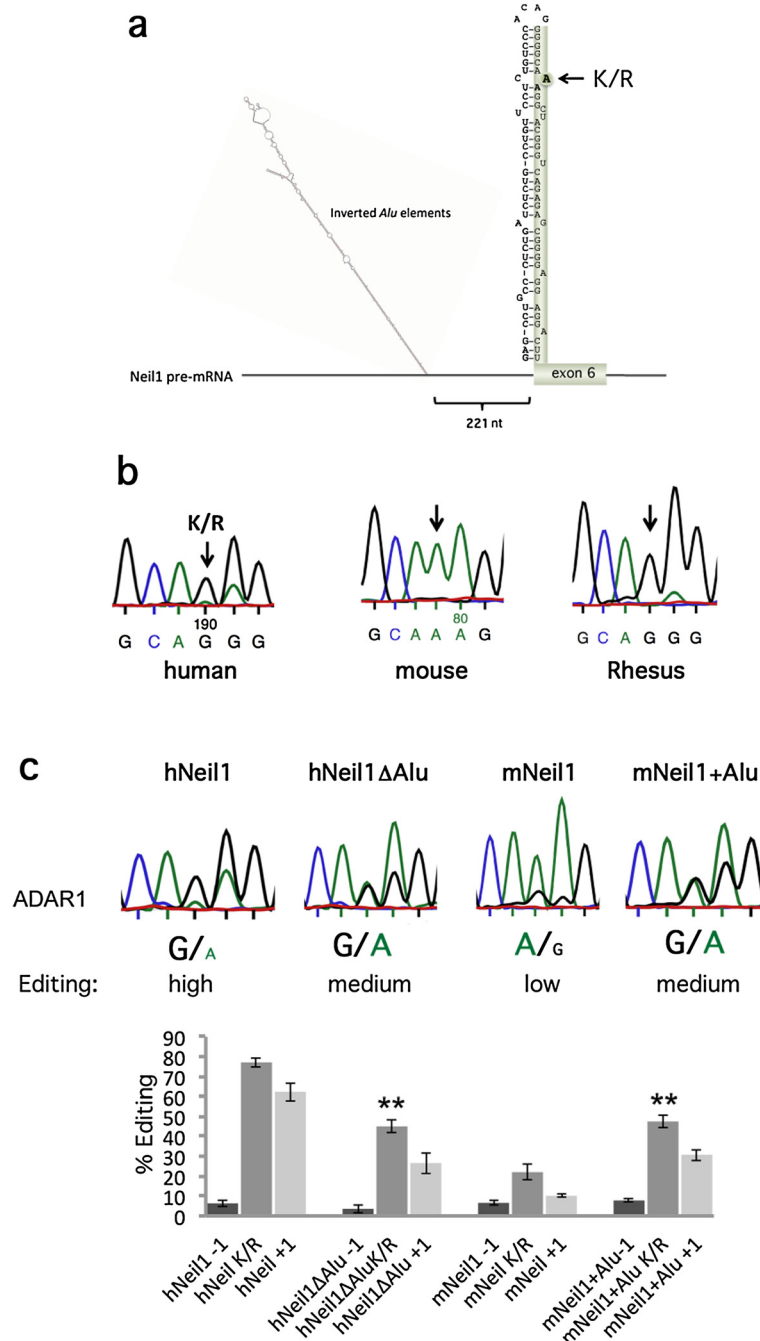 a
C A
A G
A
K/R
Inverted Alu elements
Neil1 pre-mRNA
exon 6
221 nt
b
K/R
190
80
G C A G G G
G C A A A G
G C A G G G
human
mouse
Rhesus
c
hNeil1
hNeil1ΔAlu
mNeil1
mNeil1+Alu
ADAR1
G/A
G/A
A/G
G/A
Editing:
high
medium
low
medium
% Editing
90
80
70
60
50
40
30
20
10
0
**
**
hNeil1 -1
hNeil K/R
hNeil +1
hNeil1ΔAlu -1
hNeil1ΔAluK/R
hNeil1ΔAlu +1
mNeil1 -1
mNeil K/R
mNeil +1
mNeil1+Alu-1
mNeil1+Alu K/R
mNeil1+Alu +1